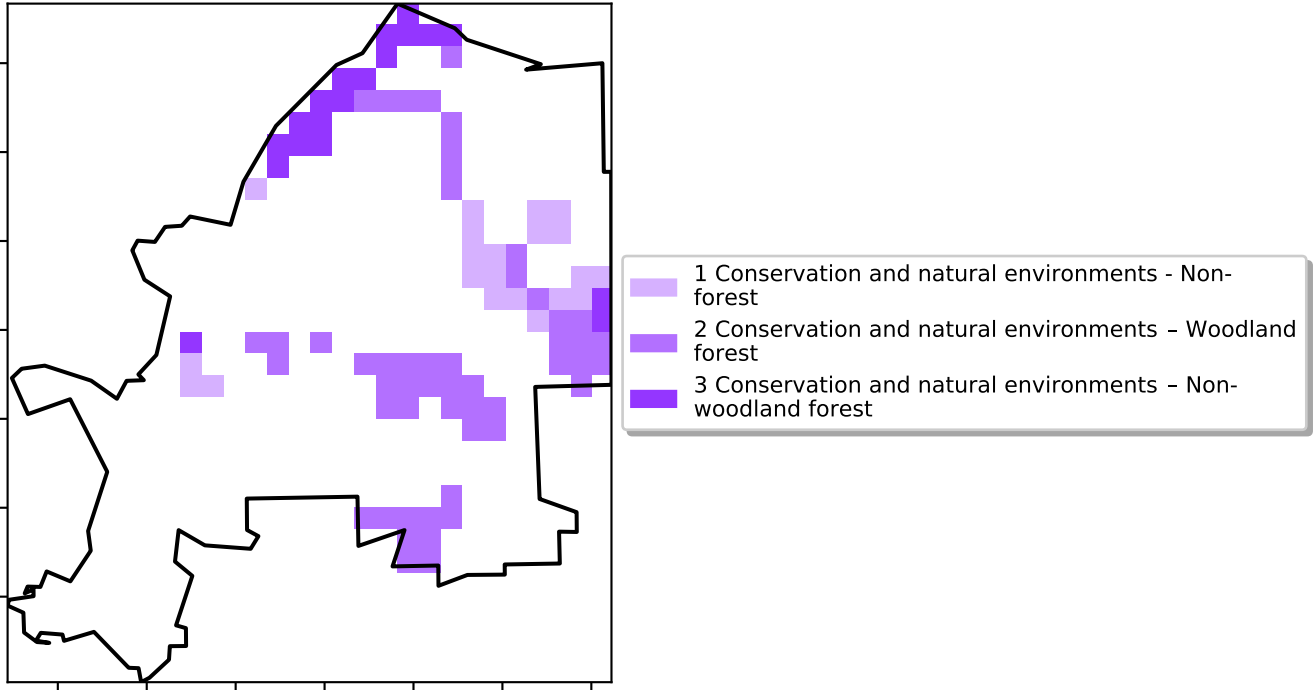 1 Conservation and natural environments - Non-
forest
2 Conservation and natural environments – Woodland
forest
3 Conservation and natural environments – Non-
woodland forest